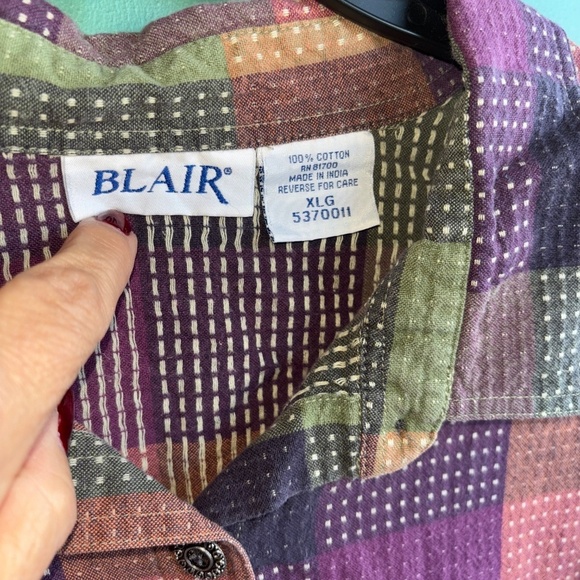 BLAIR®
100% COTTON
RN 81700
MADE IN INDIA
REVERSE FOR CARE
XLG
5370011